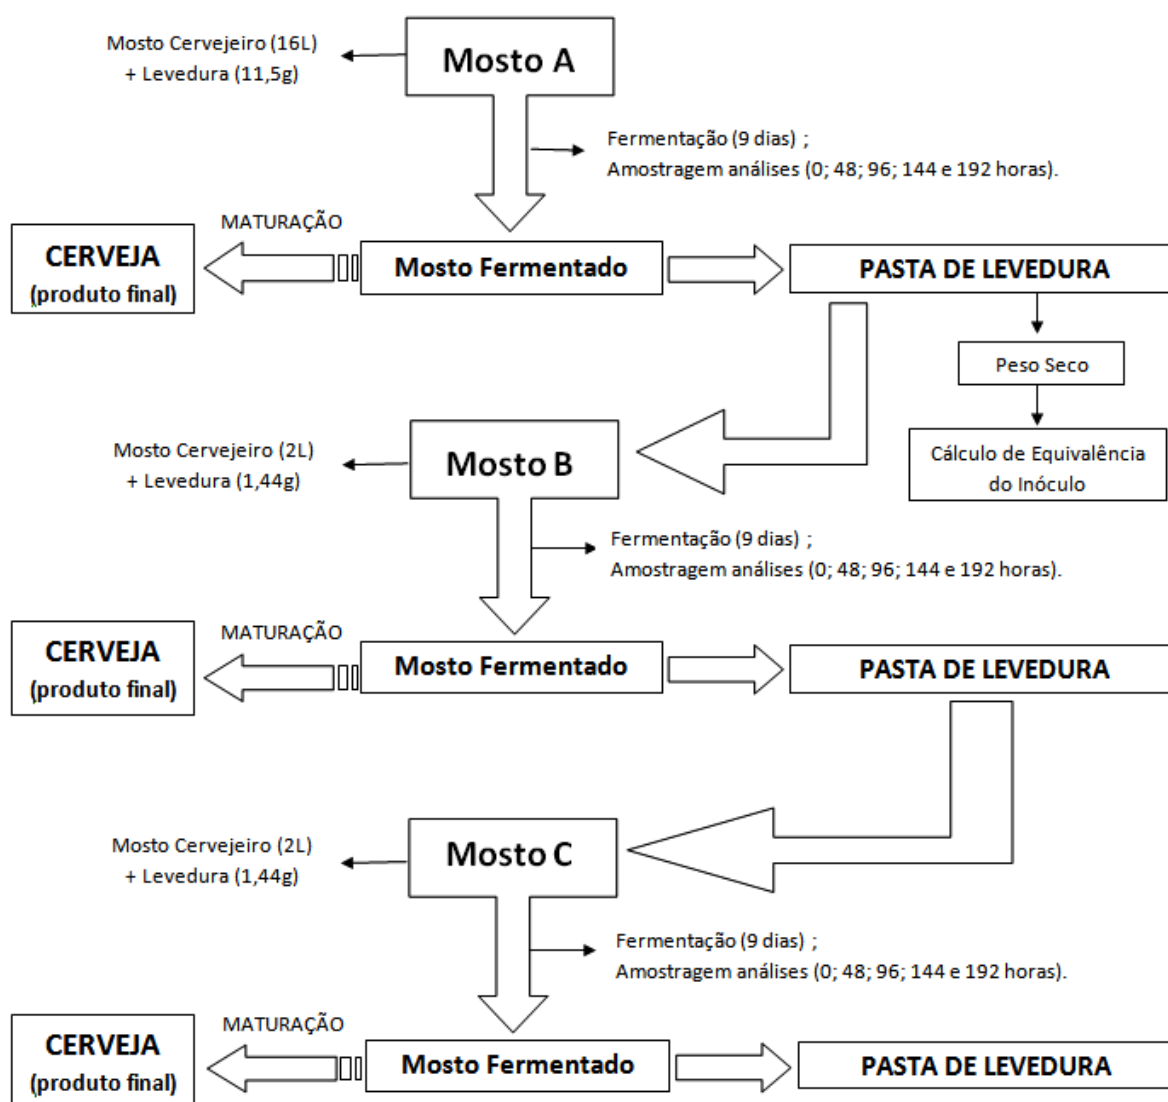 Mosto Cervejeiro (16L)
+ Levedura (11,5g)
Mosto A
Fermentação (9 dias) ;
Amostragem análises (0; 48; 96; 144 e 192 horas).
MATURAÇÃO
CERVEJA
(produto final)
Mosto Fermentado
PASTA DE LEVEDURA
Peso Seco
Cálculo de Equivalência
do Inóculo
Mosto Cervejeiro (2L)
+ Levedura (1,44g)
Mosto B
Fermentação (9 dias) ;
Amostragem análises (0; 48; 96; 144 e 192 horas).
MATURAÇÃO
CERVEJA
(produto final)
Mosto Fermentado
PASTA DE LEVEDURA
Mosto Cervejeiro (2L)
+ Levedura (1,44g)
Mosto C
Fermentação (9 dias) ;
Amostragem análises (0; 48; 96; 144 e 192 horas).
MATURAÇÃO
CERVEJA
(produto final)
Mosto Fermentado
PASTA DE LEVEDURA